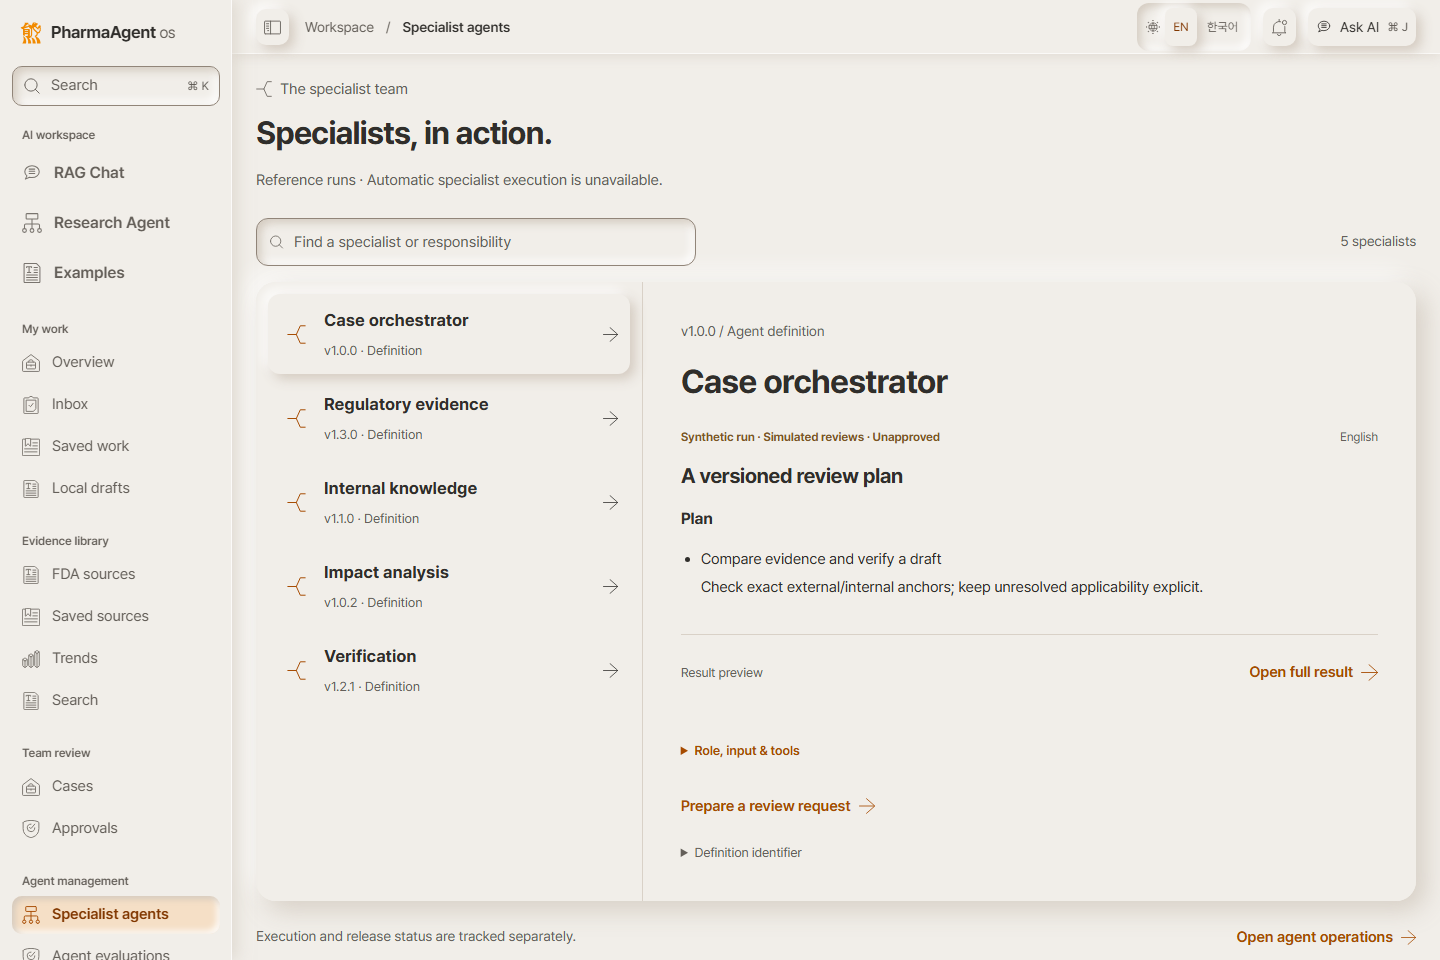 PharmaAgent OS
Search ⌘ K
AI workspace
RAG Chat
Research Agent
Examples
My work
Overview
Inbox
Saved work
Local drafts
Evidence library
FDA sources
Saved sources
Trends
Search
Team review
Cases
Approvals
Agent management
Specialist agents
Agent evaluations
Workspace / Specialist agents
EN 한국어
Ask AI ⌘ J
The specialist team
Specialists, in action.
Reference runs · Automatic specialist execution is unavailable.
Find a specialist or responsibility
5 specialists
Case orchestrator
v1.0.0 · Definition
Regulatory evidence
v1.3.0 · Definition
Internal knowledge
v1.1.0 · Definition
Impact analysis
v1.0.2 · Definition
Verification
v1.2.1 · Definition
v1.0.0 / Agent definition
Case orchestrator
Synthetic run · Simulated reviews · Unapproved
English
A versioned review plan
Plan
• Compare evidence and verify a draft
Check exact external/internal anchors; keep unresolved applicability explicit.
Result preview
Open full result
Role, input & tools
Prepare a review request
Definition identifier
Execution and release status are tracked separately.
Open agent operations